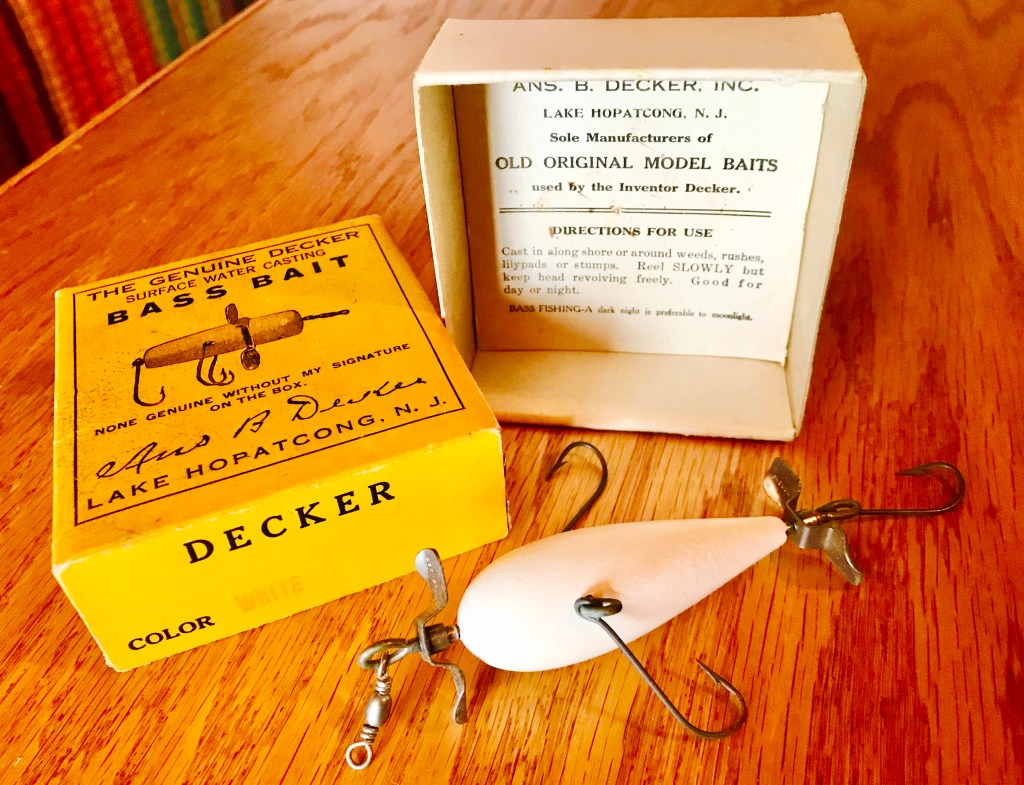 THE GENUINE DECKER
SURFACE WATER CASTING
BASS BAIT
NONE GENUINE WITHOUT MY SIGNATURE
ON THE BOX.
Ans B Decker
LAKE HOPATCONG, N. J.
DECKER
COLOR WHITE
ANS. B. DECKER, INC.
LAKE HOPATCONG, N. J.
Sole Manufacturers of
OLD ORIGINAL MODEL BAITS
used by the Inventor Decker.
DIRECTIONS FOR USE
Cast in along shore or around weeds, rushes,
lilypads or stumps. Reel SLOWLY but
keep head revolving freely. Good for
day or night.
BASS FISHING-A dark night is preferable to moonlight.